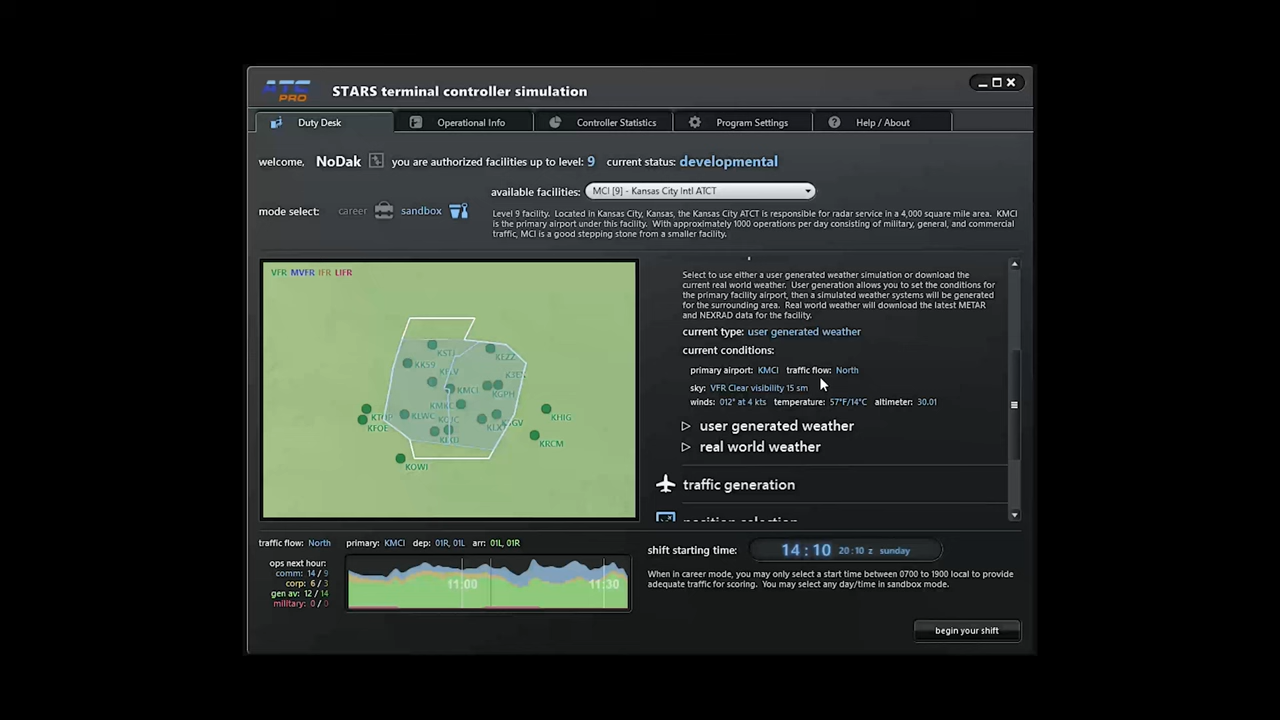 ATC PRO
STARS terminal controller simulation
Duty Desk
Operational Info
Controller Statistics
Program Settings
Help / About
welcome, NoDak you are authorized facilities up to level: 9 current status: developmental
available facilities: MCI [9] - Kansas City Intl ATCT
mode select: career sandbox
Level 9 facility. Located in Kansas City, Kansas, the Kansas City ATCT is responsible for radar service in a 4,000 square mile area. KMCI
is the primary airport under this facility. With approximately 1000 operations per day consisting of military, general, and commercial
traffic, MCI is a good stepping stone from a smaller facility.
VFR MVFR IFR LIFR
KSTJ
KEZZ
KK59
KMCI
KGPH
KLWC
KFOE
KHIG
KRCM
KOWI
Select to use either a user generated weather simulation or download the
current real world weather. User generation allows you to set the conditions for
the primary facility airport, then a simulated weather systems will be generated
for the surrounding area. Real world weather will download the latest METAR
and NEXRAD data for the facility.
current type: user generated weather
current conditions:
primary airport: KMCI traffic flow: North
sky: VFR Clear visibility 15 sm
winds: 012° at 4 kts temperature: 57°F/14°C altimeter: 30.01
user generated weather
real world weather
traffic generation
position selection
traffic flow: North primary: KMCI dep: 01R, 01L arr: 01L, 01R
ops next hour:
comm: 14 / 9
corp: 6 / 3
gen av: 12 / 14
military: 0 / 0
11:00
11:30
shift starting time: 14:10 20:10 z sunday
When in career mode, you may only select a start time between 0700 to 1900 local to provide
adequate traffic for scoring. You may select any day/time in sandbox mode.
begin your shift